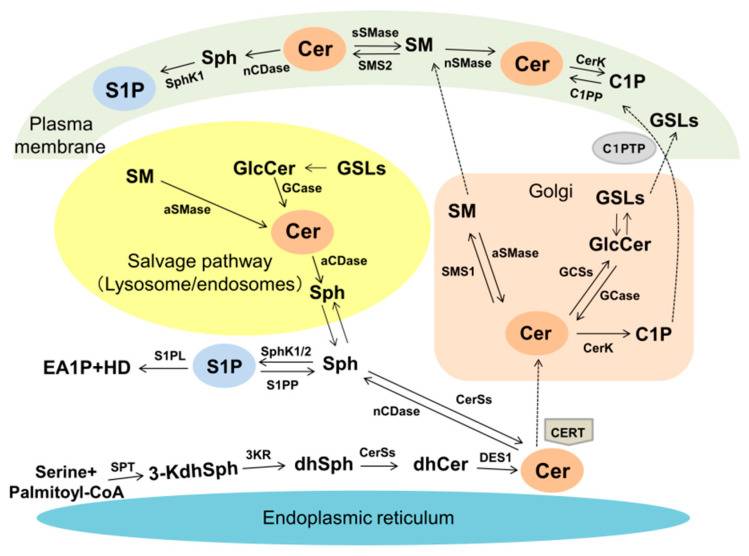 sSMase
Sph
Cer
SM
SMS2
nCDase
SphK1
S1P
nSMase
Cer
CerK
C1PP
C1P
GSLs
C1PTP
Plasma
membrane
SM
GlcCer
GSLs
GCase
aSMase
Cer
aCDase
Salvage pathway
(Lysosome/endosomes)
Sph
Golgi
GSLs
SM
GlcCer
aSMase
SMS1
GCSs
GCase
Cer
CerK
C1P
EA1P+HD
S1PL
S1P
SphK1/2
S1PP
Sph
CerSs
nCDase
CERT
Serine+
Palmitoyl-CoA
SPT
3-KdhSph
3KR
dhSph
CerSs
dhCer
DES1
Cer
Endoplasmic reticulum